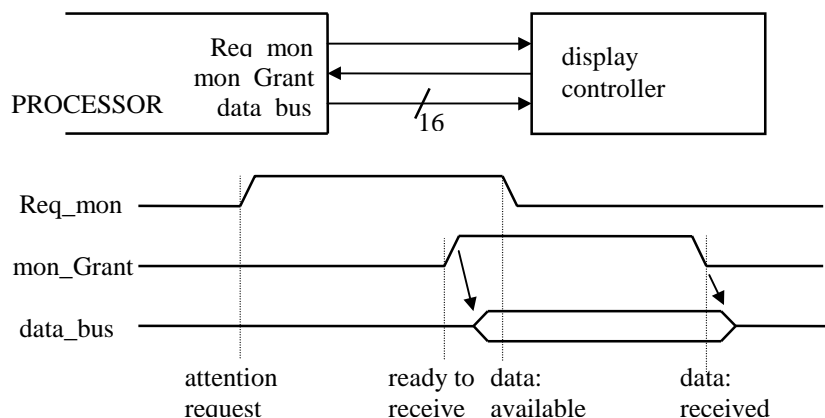 Req mon
mon Grant
PROCESSOR
data bus
16
display
controller
Req_mon
mon_Grant
data_bus
attention
request
ready to
receive
data:
available
data:
received